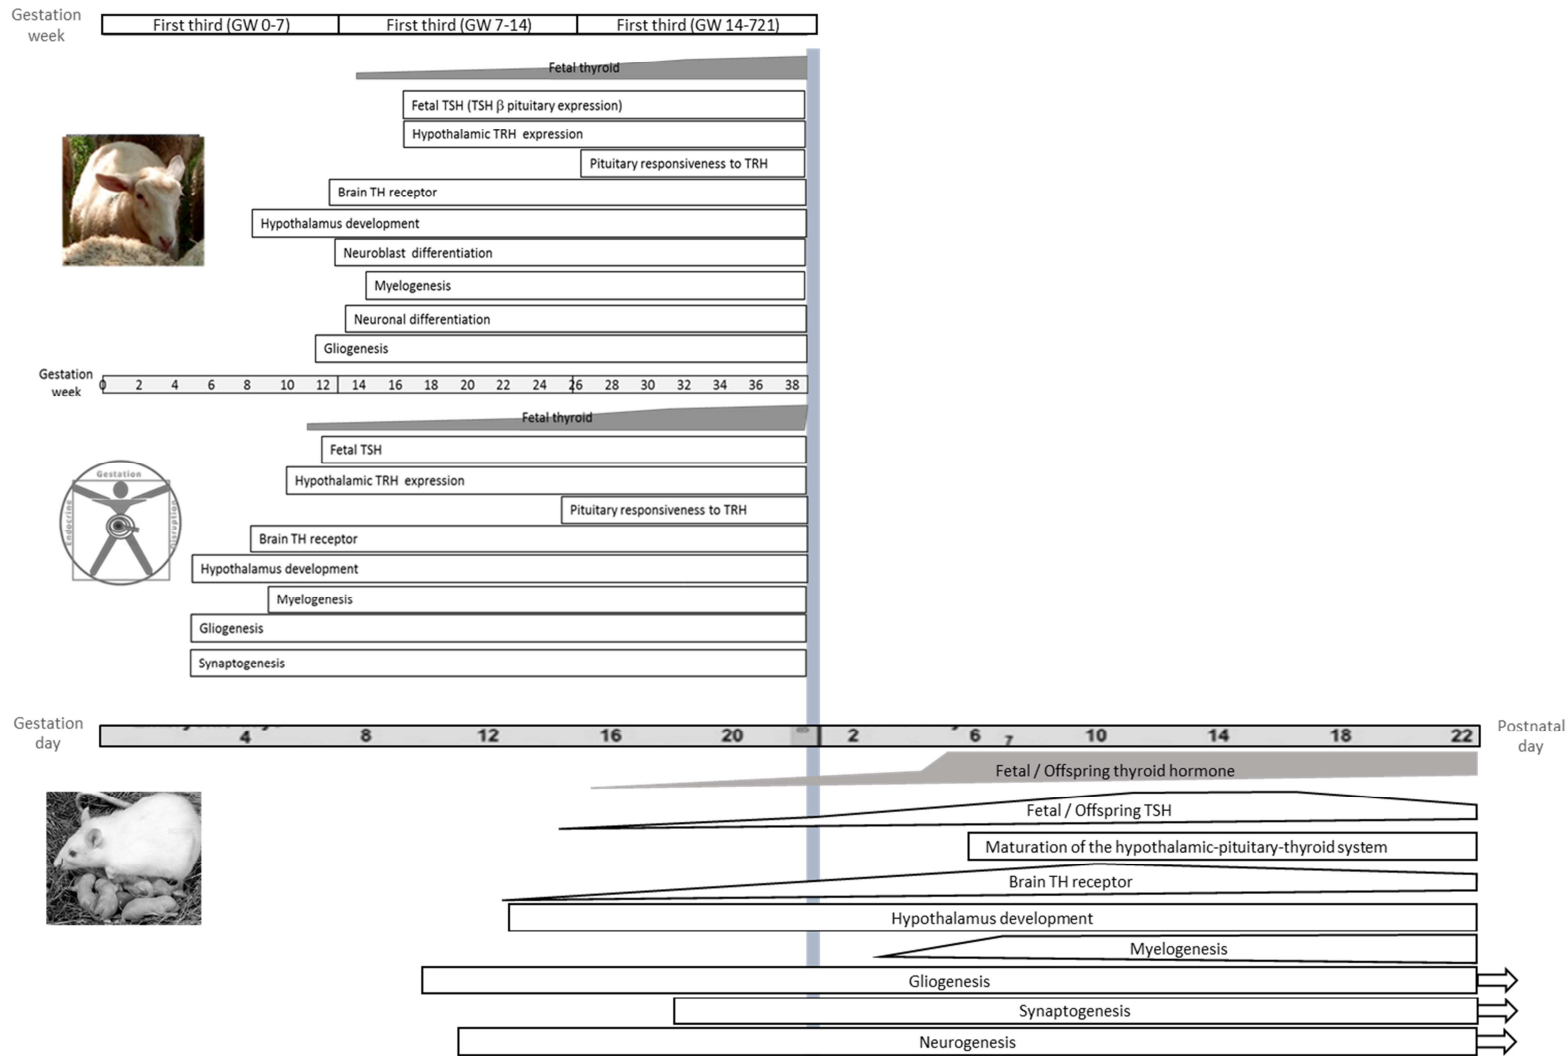 Gestation
week
First third (GW 0-7)
First third (GW 7-14)
First third (GW 14-721)
Fetal thyroid
Fetal TSH (TSH β pituitary expression)
Hypothalamic TRH expression
Pituitary responsiveness to TRH
Brain TH receptor
Hypothalamus development
Neuroblast differentiation
Myelogenesis
Neuronal differentiation
Gliogenesis
Gestation
week
0 2 4 6 8 10 12 14 16 18 20 22 24 26 28 30 32 34 36 38
Fetal thyroid
Fetal TSH
Hypothalamic TRH expression
Pituitary responsiveness to TRH
Brain TH receptor
Hypothalamus development
Myelogenesis
Gliogenesis
Synaptogenesis
Gestation
Endocrine
Disruption
Gestation
day
4 8 12 16 20 2 6 7 10 14 18 22
Postnatal
day
Fetal / Offspring thyroid hormone
Fetal / Offspring TSH
Maturation of the hypothalamic-pituitary-thyroid system
Brain TH receptor
Hypothalamus development
Myelogenesis
Gliogenesis
Synaptogenesis
Neurogenesis